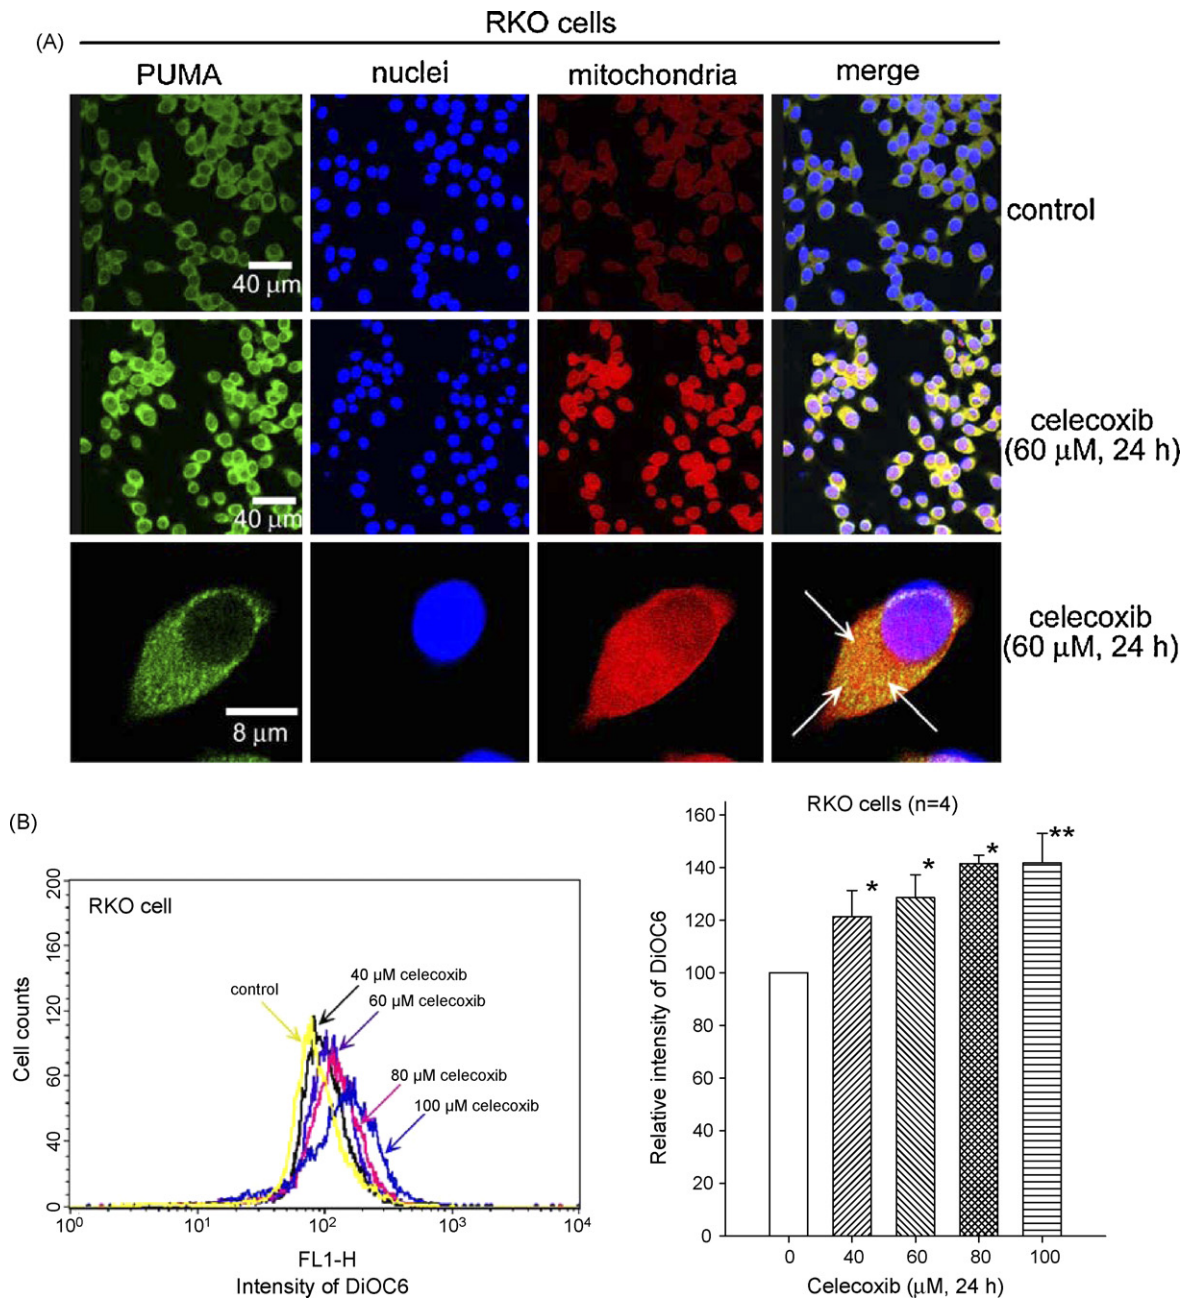 (A)
RKO cells
PUMA nuclei mitochondria merge
40 μm
control
40 μm
celecoxib
(60 μM, 24 h)
8 μm
celecoxib
(60 μM, 24 h)
(B)
RKO cell
Cell counts
200
160
120
80
40
0
control
40 μM celecoxib
60 μM celecoxib
80 μM celecoxib
100 μM celecoxib
10⁰ 10¹ 10² 10³ 10⁴
FL1-H
Intensity of DiOC6
RKO cells (n=4)
Relative intensity of DiOC6
160
140
120
100
80
60
40
20
0
* * * **
0 40 60 80 100
Celecoxib (μM, 24 h)